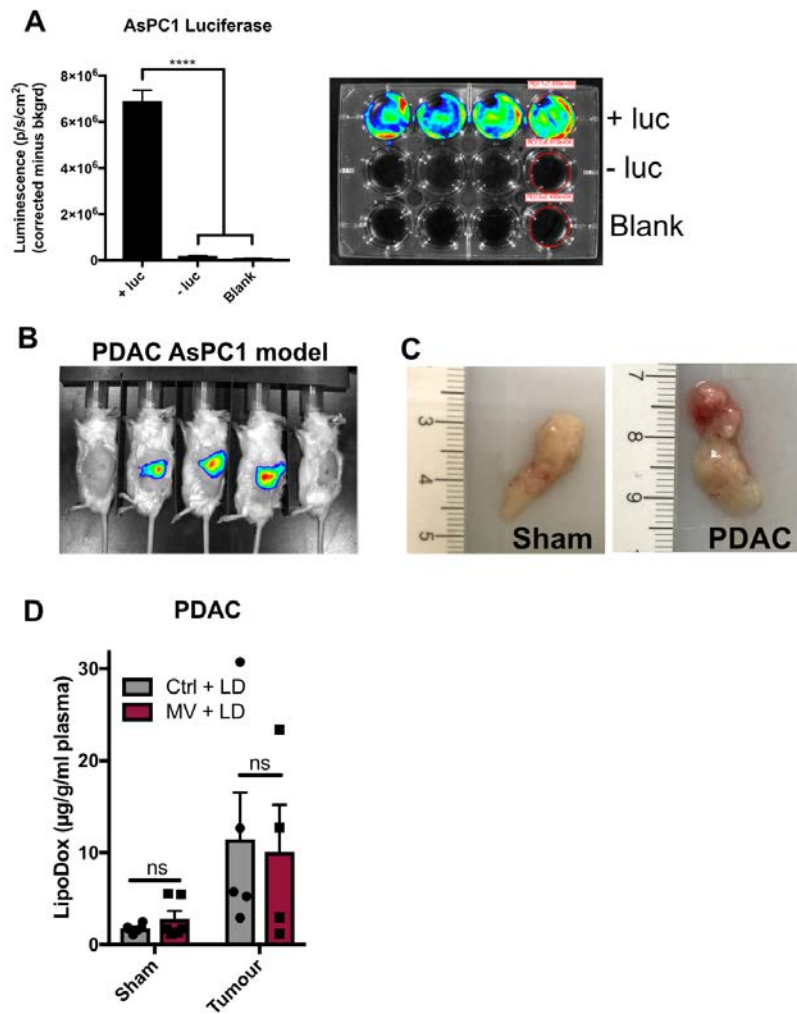 A
AsPC1 Luciferase
Luminescence (p/s/cm²)
(corrected minus bkgrd)
8×10⁶
6×10⁶
4×10⁶
2×10⁶
0
****
+ luc
- luc
Blank
+ luc
- luc
Blank
B
PDAC AsPC1 model
C
3
4
5
Sham
7
8
9
PDAC
D
PDAC
LipoDox (µg/g/ml plasma)
30
20
10
0
Ctrl + LD
MV + LD
ns
ns
Sham
Tumour